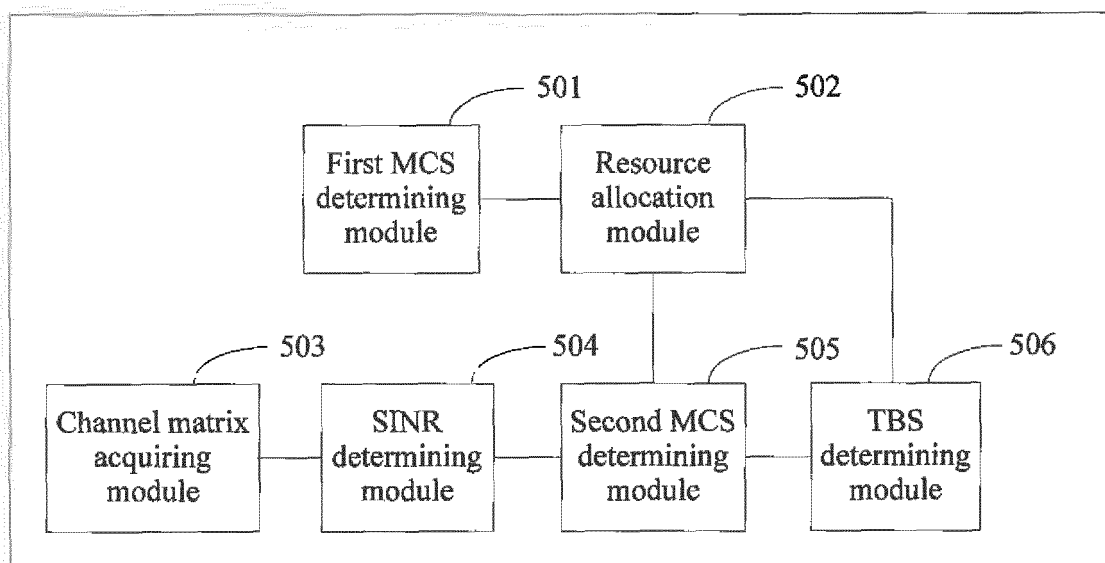 501
502
First MCS
determining
module
Resource
allocation
module
503
504
505
506
Channel matrix
acquiring
module
SINR
determining
module
Second MCS
determining
module
TBS
determining
module